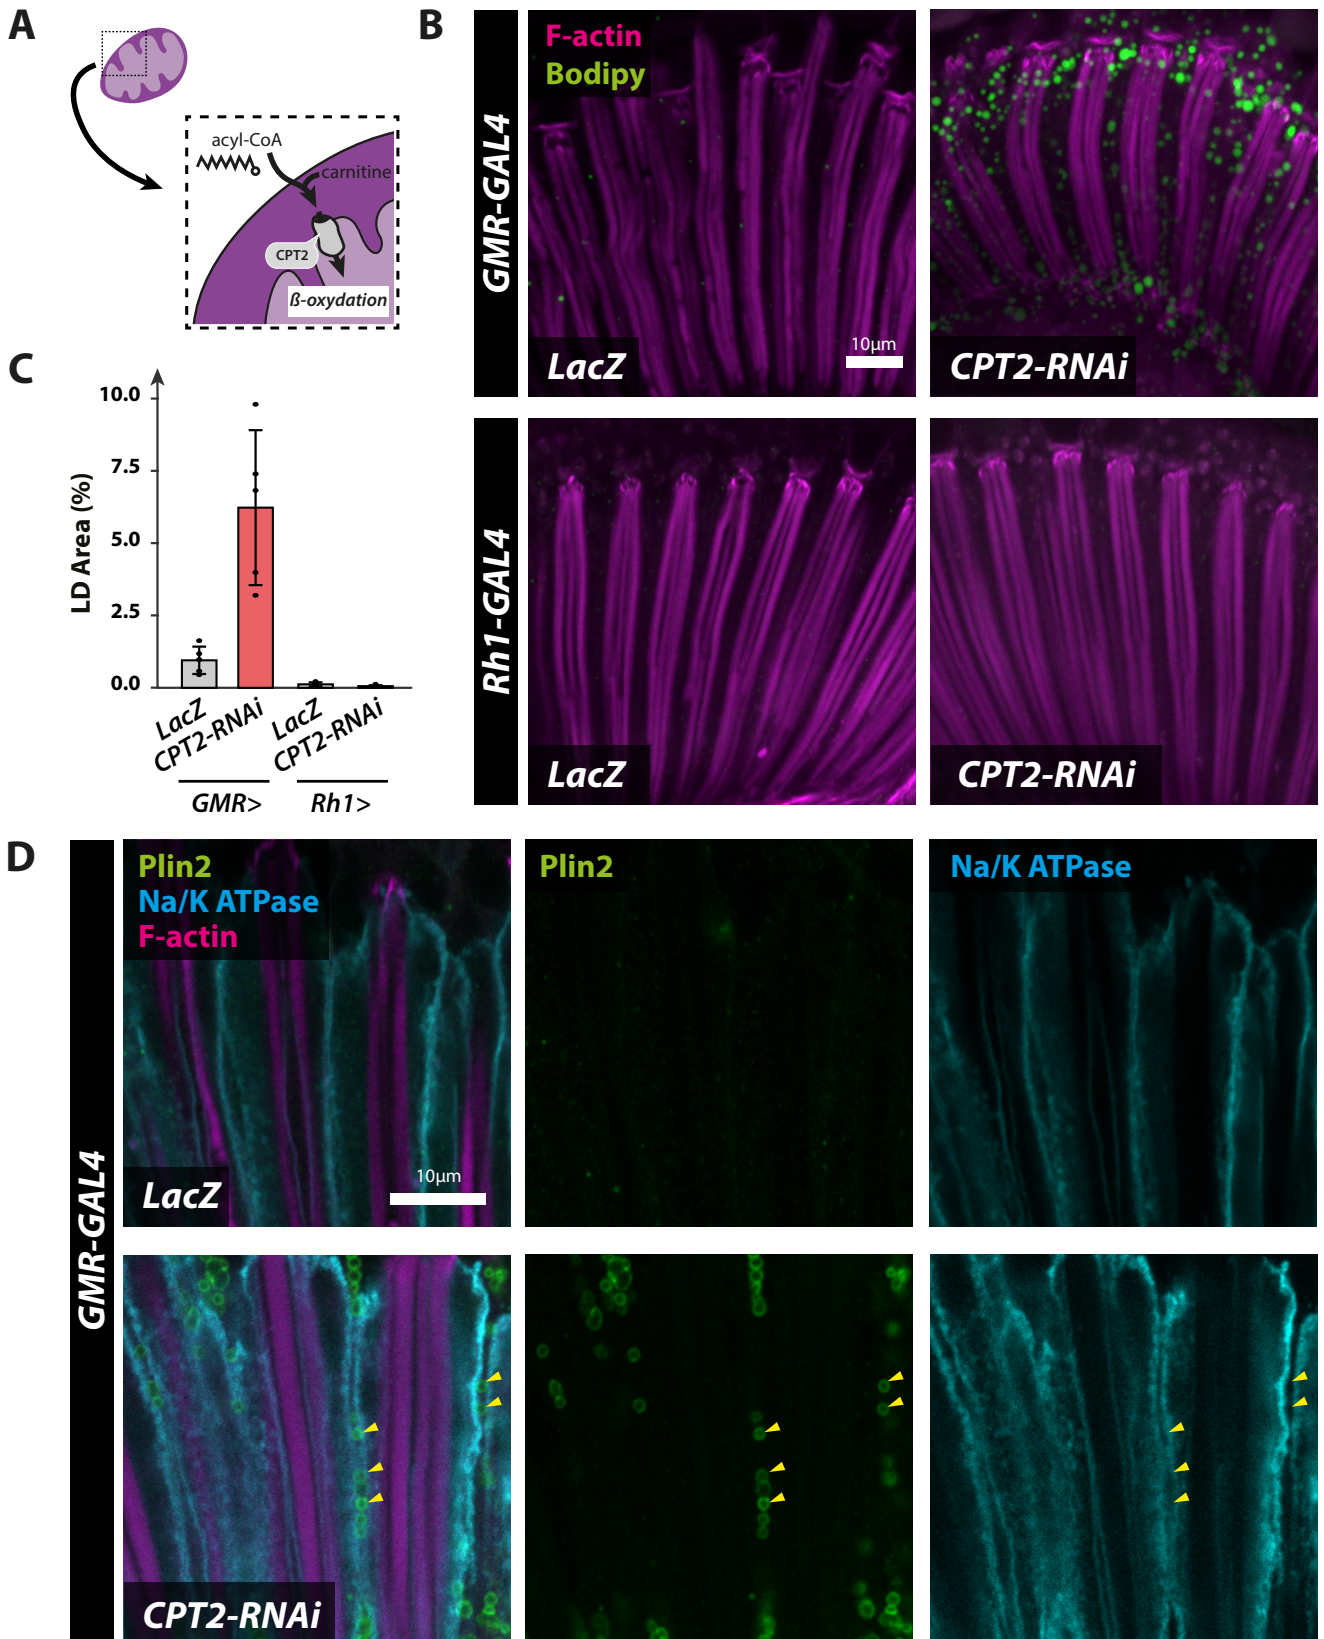 A
acyl-CoA
carnitine
CPT2
ß-oxydation
B
GMR-GAL4
F-actin
Bodipy
LacZ
10µm
CPT2-RNAi
Rh1-GAL4
LacZ
CPT2-RNAi
C
LD Area (%)
10.0
7.5
5.0
2.5
0.0
LacZ
CPT2-RNAi
LacZ
CPT2-RNAi
GMR>
Rh1>
D
GMR-GAL4
Plin2
Na/K ATPase
F-actin
LacZ
10µm
Plin2
Na/K ATPase
CPT2-RNAi